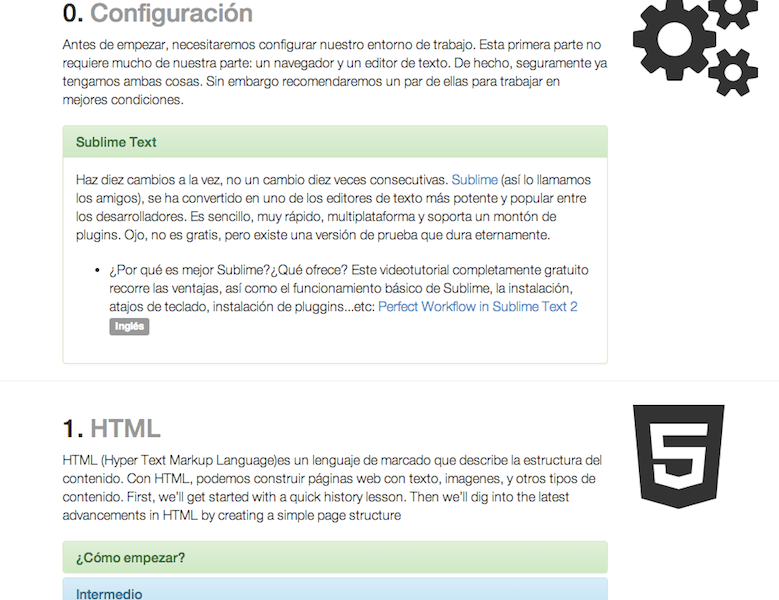 0. Configuración
Antes de empezar, necesitaremos configurar nuestro entorno de trabajo. Esta primera parte no
requiere mucho de nuestra parte: un navegador y un editor de texto. De hecho, seguramente ya
tengamos ambas cosas. Sin embargo recomendaremos un par de ellas para trabajar en
mejores condiciones.
Sublime Text
Haz diez cambios a la vez, no un cambio diez veces consecutivas. Sublime (así lo llamamos
los amigos), se ha convertido en uno de los editores de texto más potente y popular entre
los desarrolladores. Es sencillo, muy rápido, multiplataforma y soporta un montón de
plugins. Ojo, no es gratis, pero existe una versión de prueba que dura eternamente.
• ¿Por qué es mejor Sublime?¿Qué ofrece? Este videotutorial completamente gratuito
recorre las ventajas, así como el funcionamiento básico de Sublime, la instalación,
atajos de teclado, instalación de pluggins...etc: Perfect Workflow in Sublime Text 2
Inglés
1. HTML
HTML (Hyper Text Markup Language)es un lenguaje de marcado que describe la estructura del
contenido. Con HTML, podemos construir páginas web con texto, imagenes, y otros tipos de
contenido. First, we'll get started with a quick history lesson. Then we'll dig into the latest
advancements in HTML by creating a simple page structure
5
¿Cómo empezar?
Intermedio